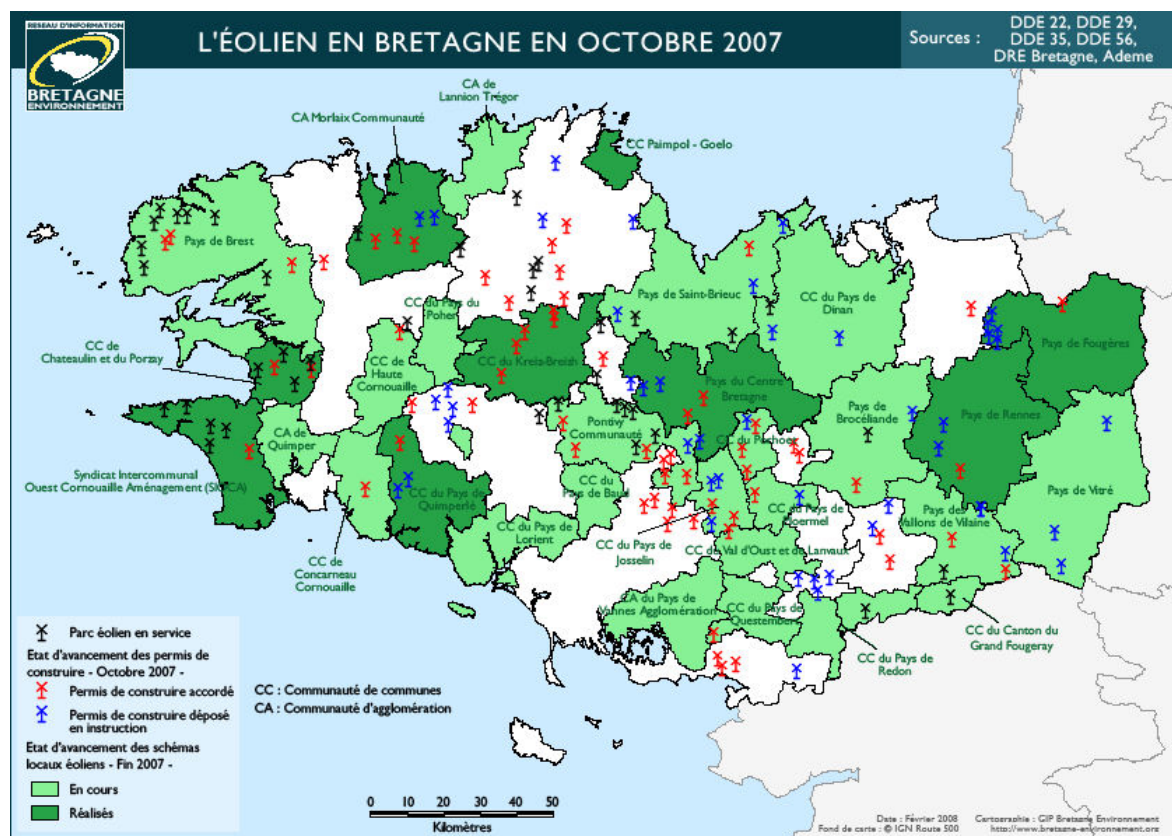 RESEAU D'INFORMATION
BRETAGNE
ENVIRONNEMENT
L'ÉOLIEN EN BRETAGNE EN OCTOBRE 2007
Sources :
DDE 22, DDE 29,
DDE 35, DDE 56,
DRE Bretagne, Ademe
CA de
Lannion Trégor
CA Morlaix Communauté
CC Paimpol - Goelo
Pays de Brest
CC du Pays du
Poher
Pays de Saint-Brieuc
CC du Pays de
Dinan
CC de
Chateaulin et du Porzay
CC de
Haute
Cornouaille
CC du Kreiz-Breizh
Pays du Centre
Bretagne
Pays de Fougères
Pays de
Brocéliande
Pays de Rennes
CA de
Quimper
Pontivy
Communauté
CC du Porhoet
Syndicat Intercommunal
Ouest Cornouaille Aménagement (SIOCA)
CC du Pays de
Quimperlé
CC du
Pays de Baud
CC du
Pays de
Ploermel
Pays des
Vallons de Vilaine
Pays de Vitré
CC du Pays de
Lorient
CC du Pays de
Josselin
CC du Val d'Oust et de Lanvaux
CC de
Concarneau
Cornouaille
CA du Pays de
Vannes Agglomération
CC du Pays de
Questembert
CC du Canton du
Grand Fougeray
CC du Pays de
Redon
Parc éolien en service
Etat d'avancement des permis de
construire - Octobre 2007 -
Permis de construire accordé
Permis de construire déposé
en instruction
Etat d'avancement des schémas
locaux éoliens - Fin 2007 -
En cours
Réalisés
CC : Communauté de communes
CA : Communauté d'agglomération
0 10 20 30 40 50
Kilomètres
Date : Février 2008 Cartographie : GIP Bretagne Environnement
Fond de carte : © IGN Route 500 http://www.bretagne-environnement.org